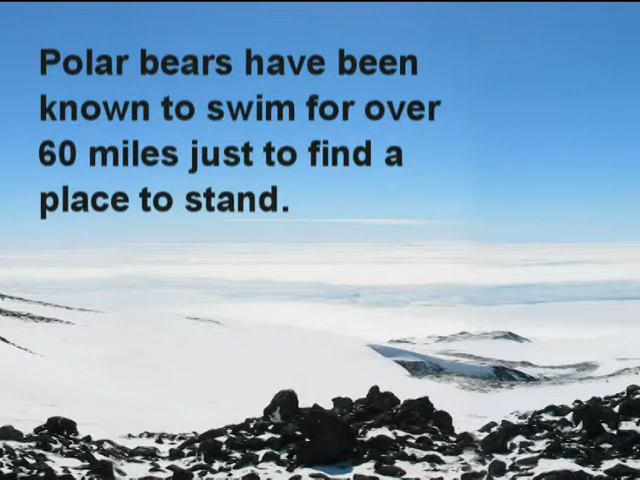 Polar bears have been
known to swim for over
60 miles just to find a
place to stand.